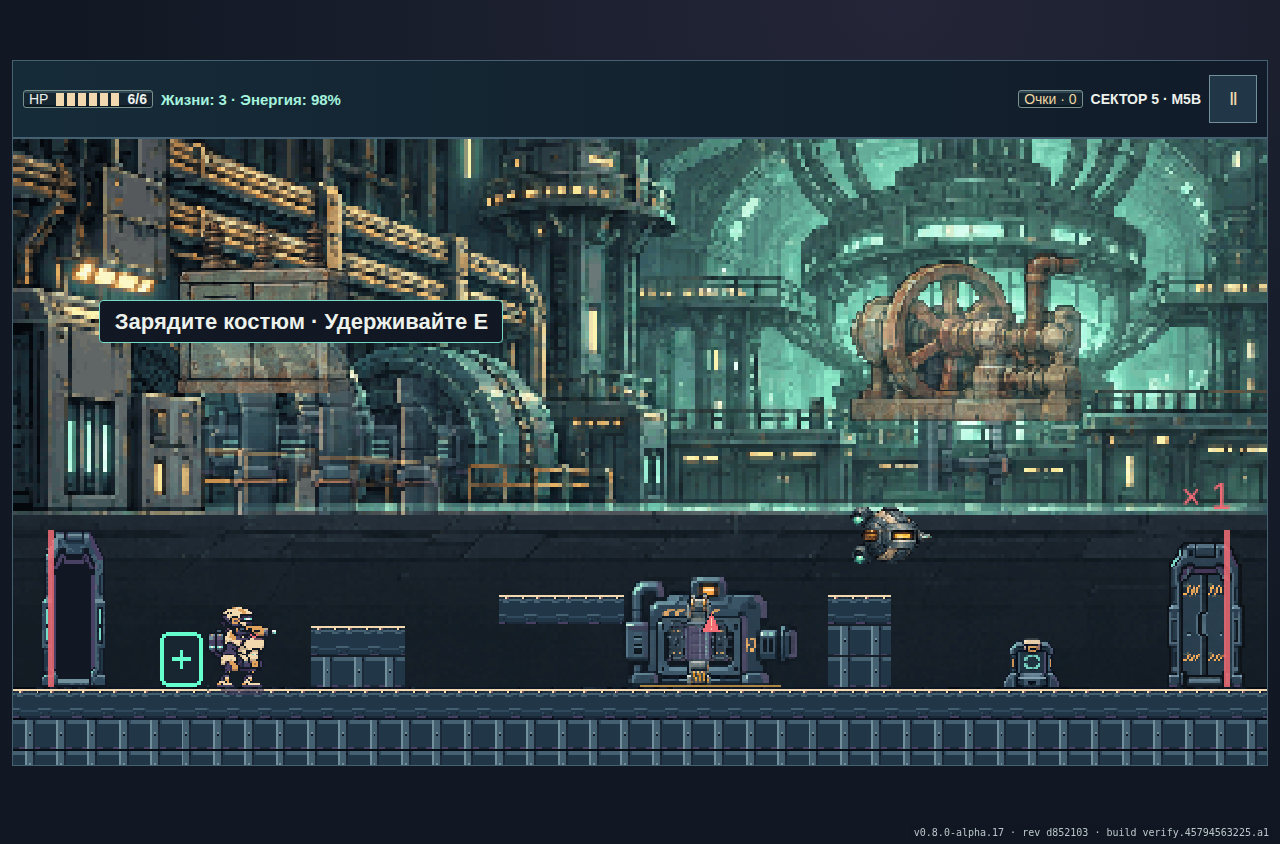 HP 6/6 Жизни: 3 · Энергия: 98%
Очки · 0 СЕКТОР 5 · M5B II
Зарядите костюм · Удерживайте E
× 1
v0.8.0-alpha.17 · rev d852103 · build verify.45794563225.a1